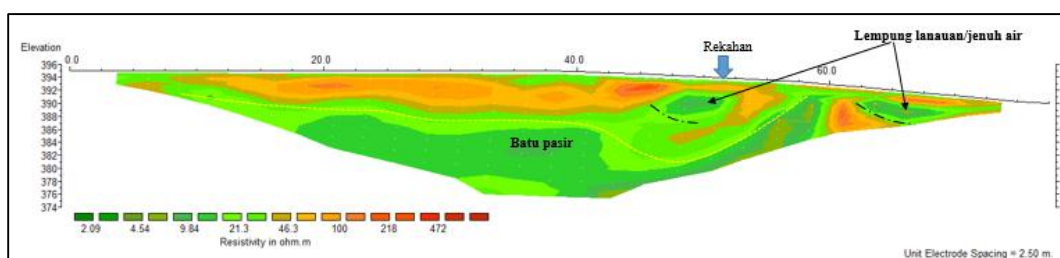 Lempung lanauan/jenuh air
Elevation
Rekahan
0.0 20.0 40.0 60.0
396
394
392
390
388
386
384
382
380
378
376
374
Batu pasir
2.09 4.54 9.84 21.3 46.3 100 218 472
Resistivity in ohm.m
Unit Electrode Spacing = 2.50 m.